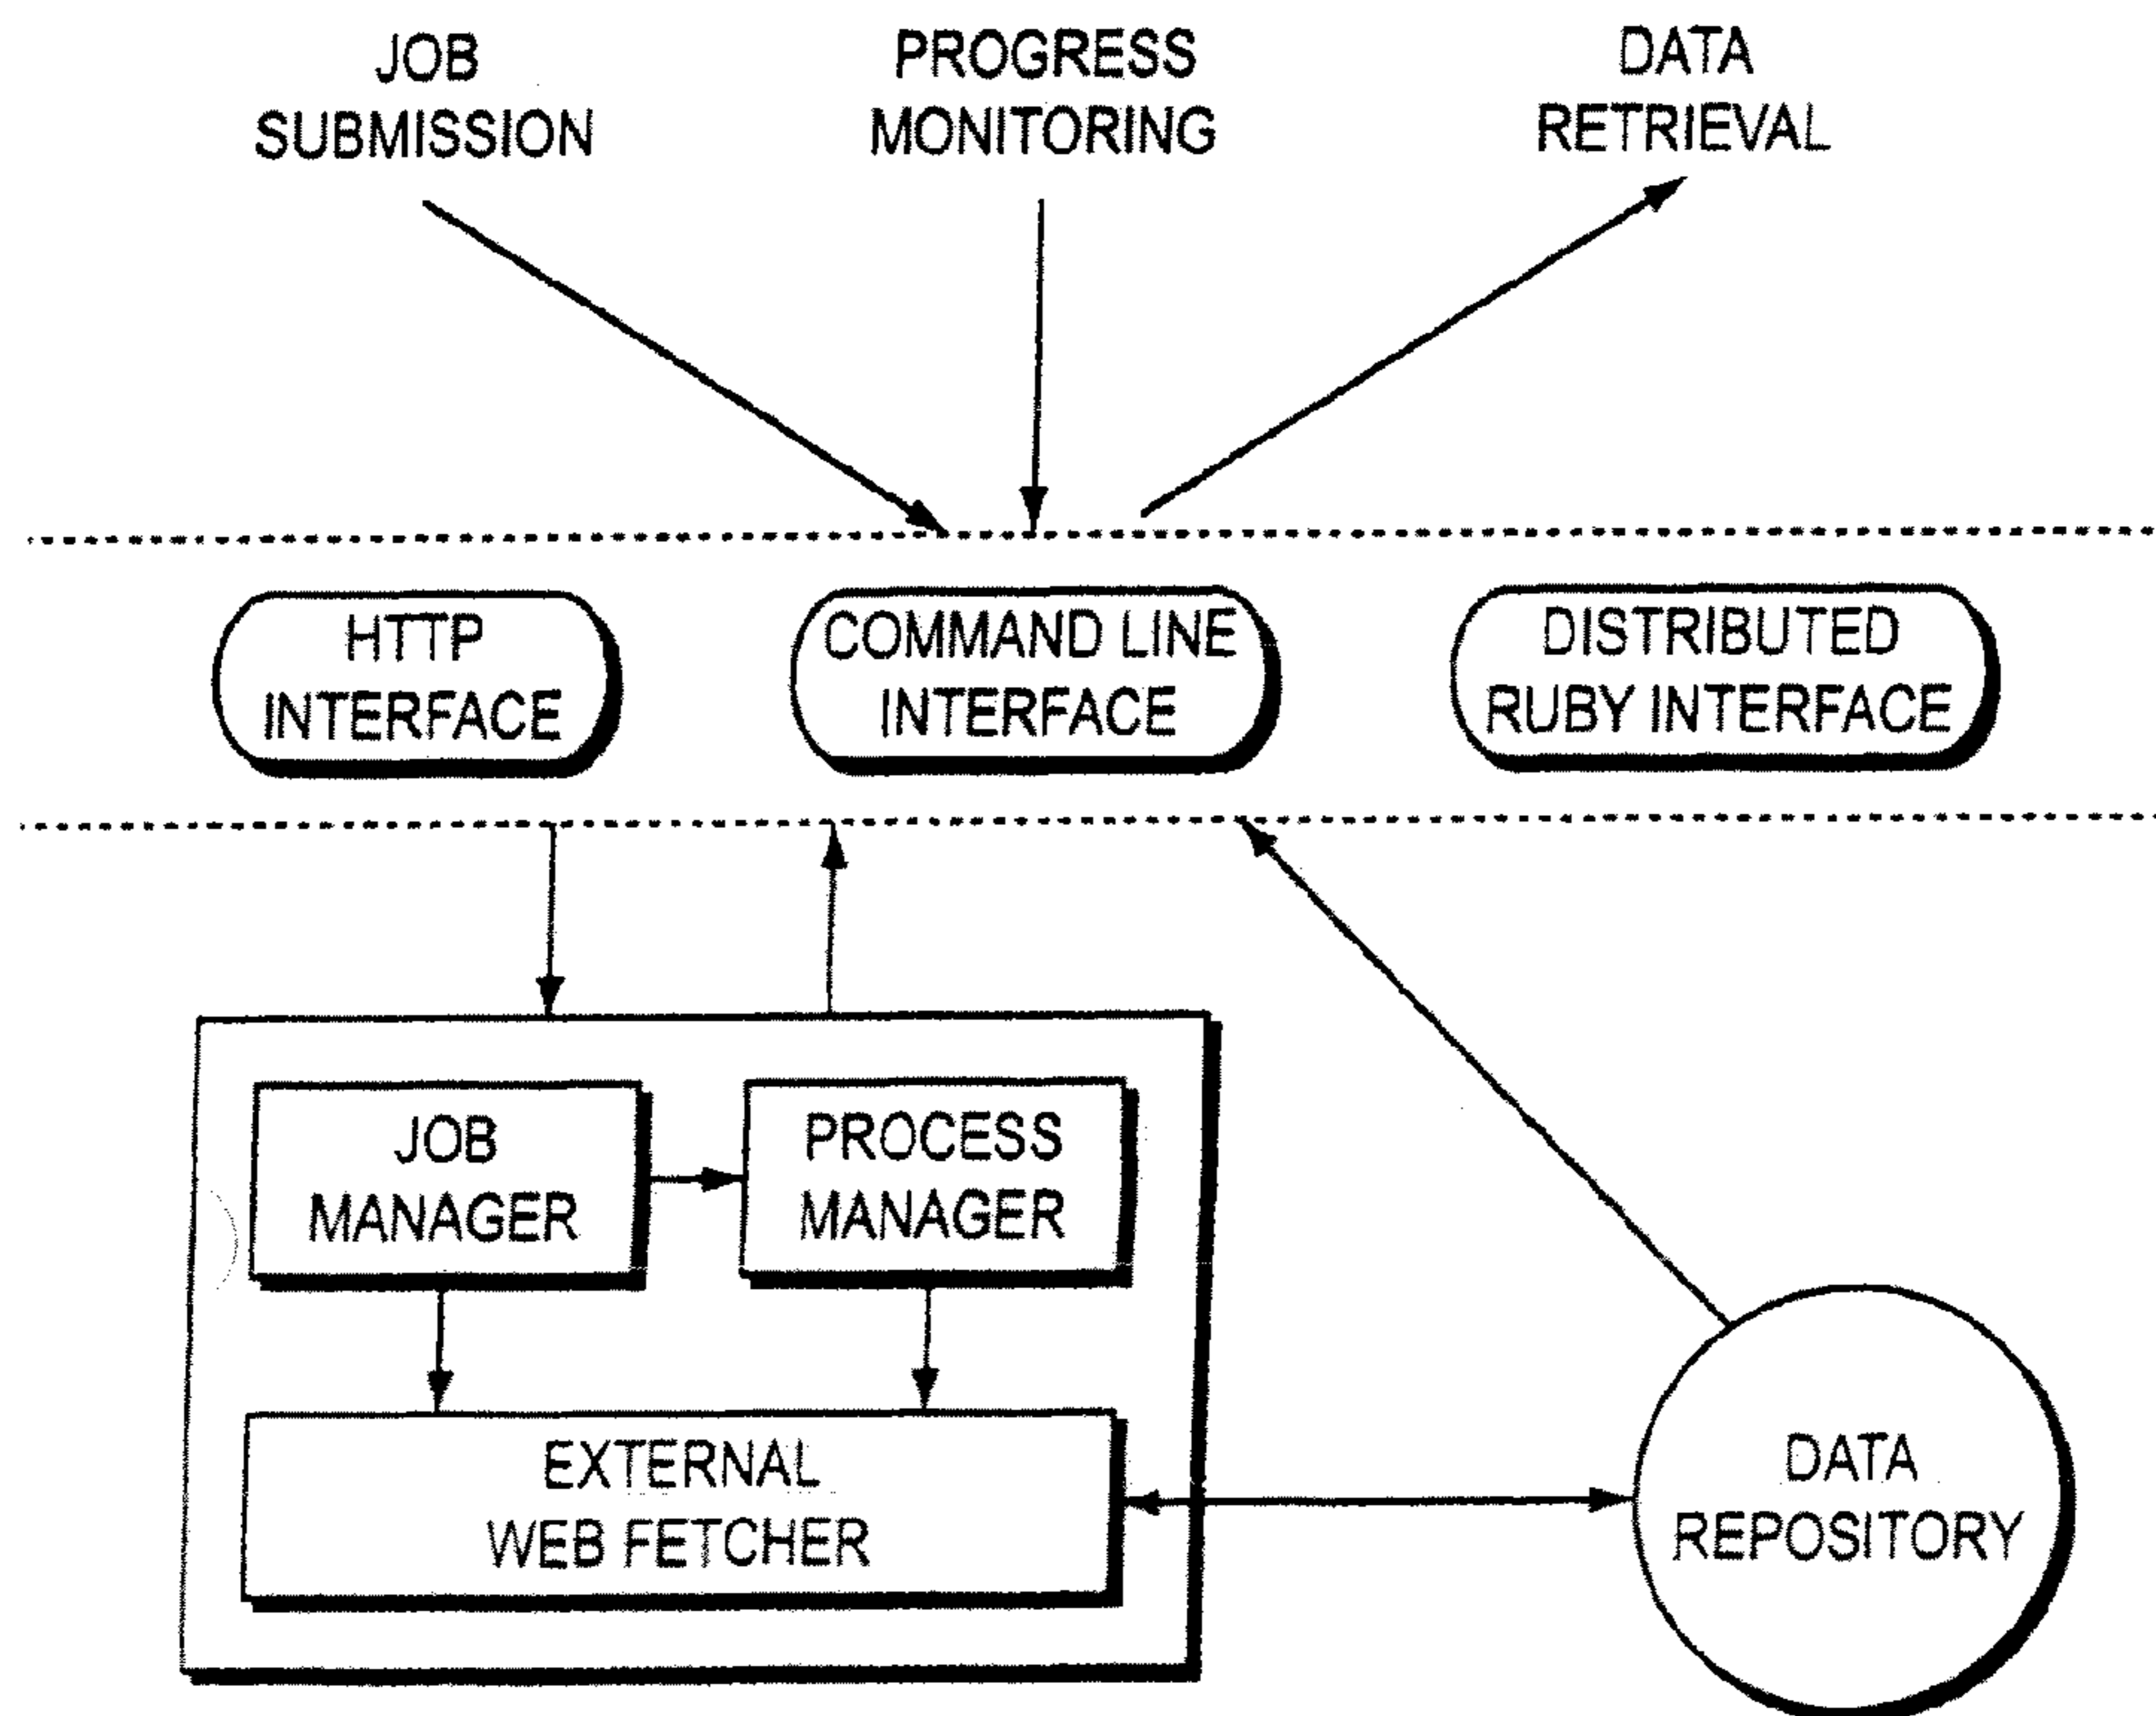 JOB
SUBMISSION
PROGRESS
MONITORING
DATA
RETRIEVAL
HTTP
INTERFACE
COMMAND LINE
INTERFACE
DISTRIBUTED
RUBY INTERFACE
JOB
MANAGER
PROCESS
MANAGER
EXTERNAL
WEB FETCHER
DATA
REPOSITORY